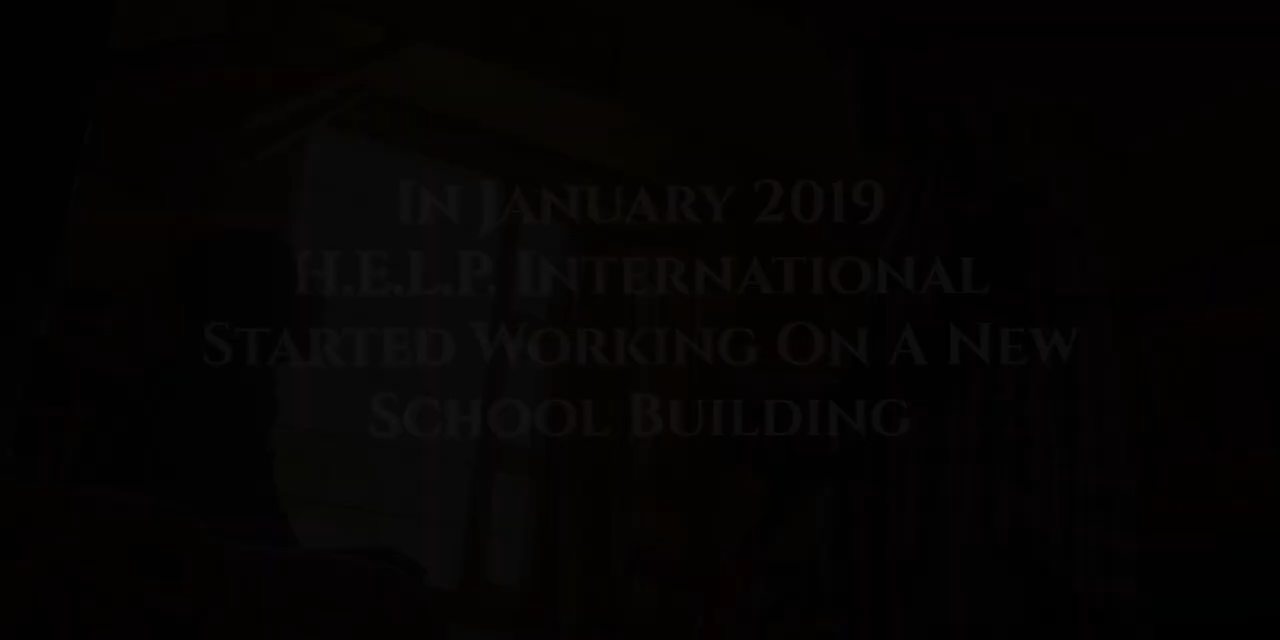 In January 2019
H.E.L.P. International
Started Working On A New
School Building